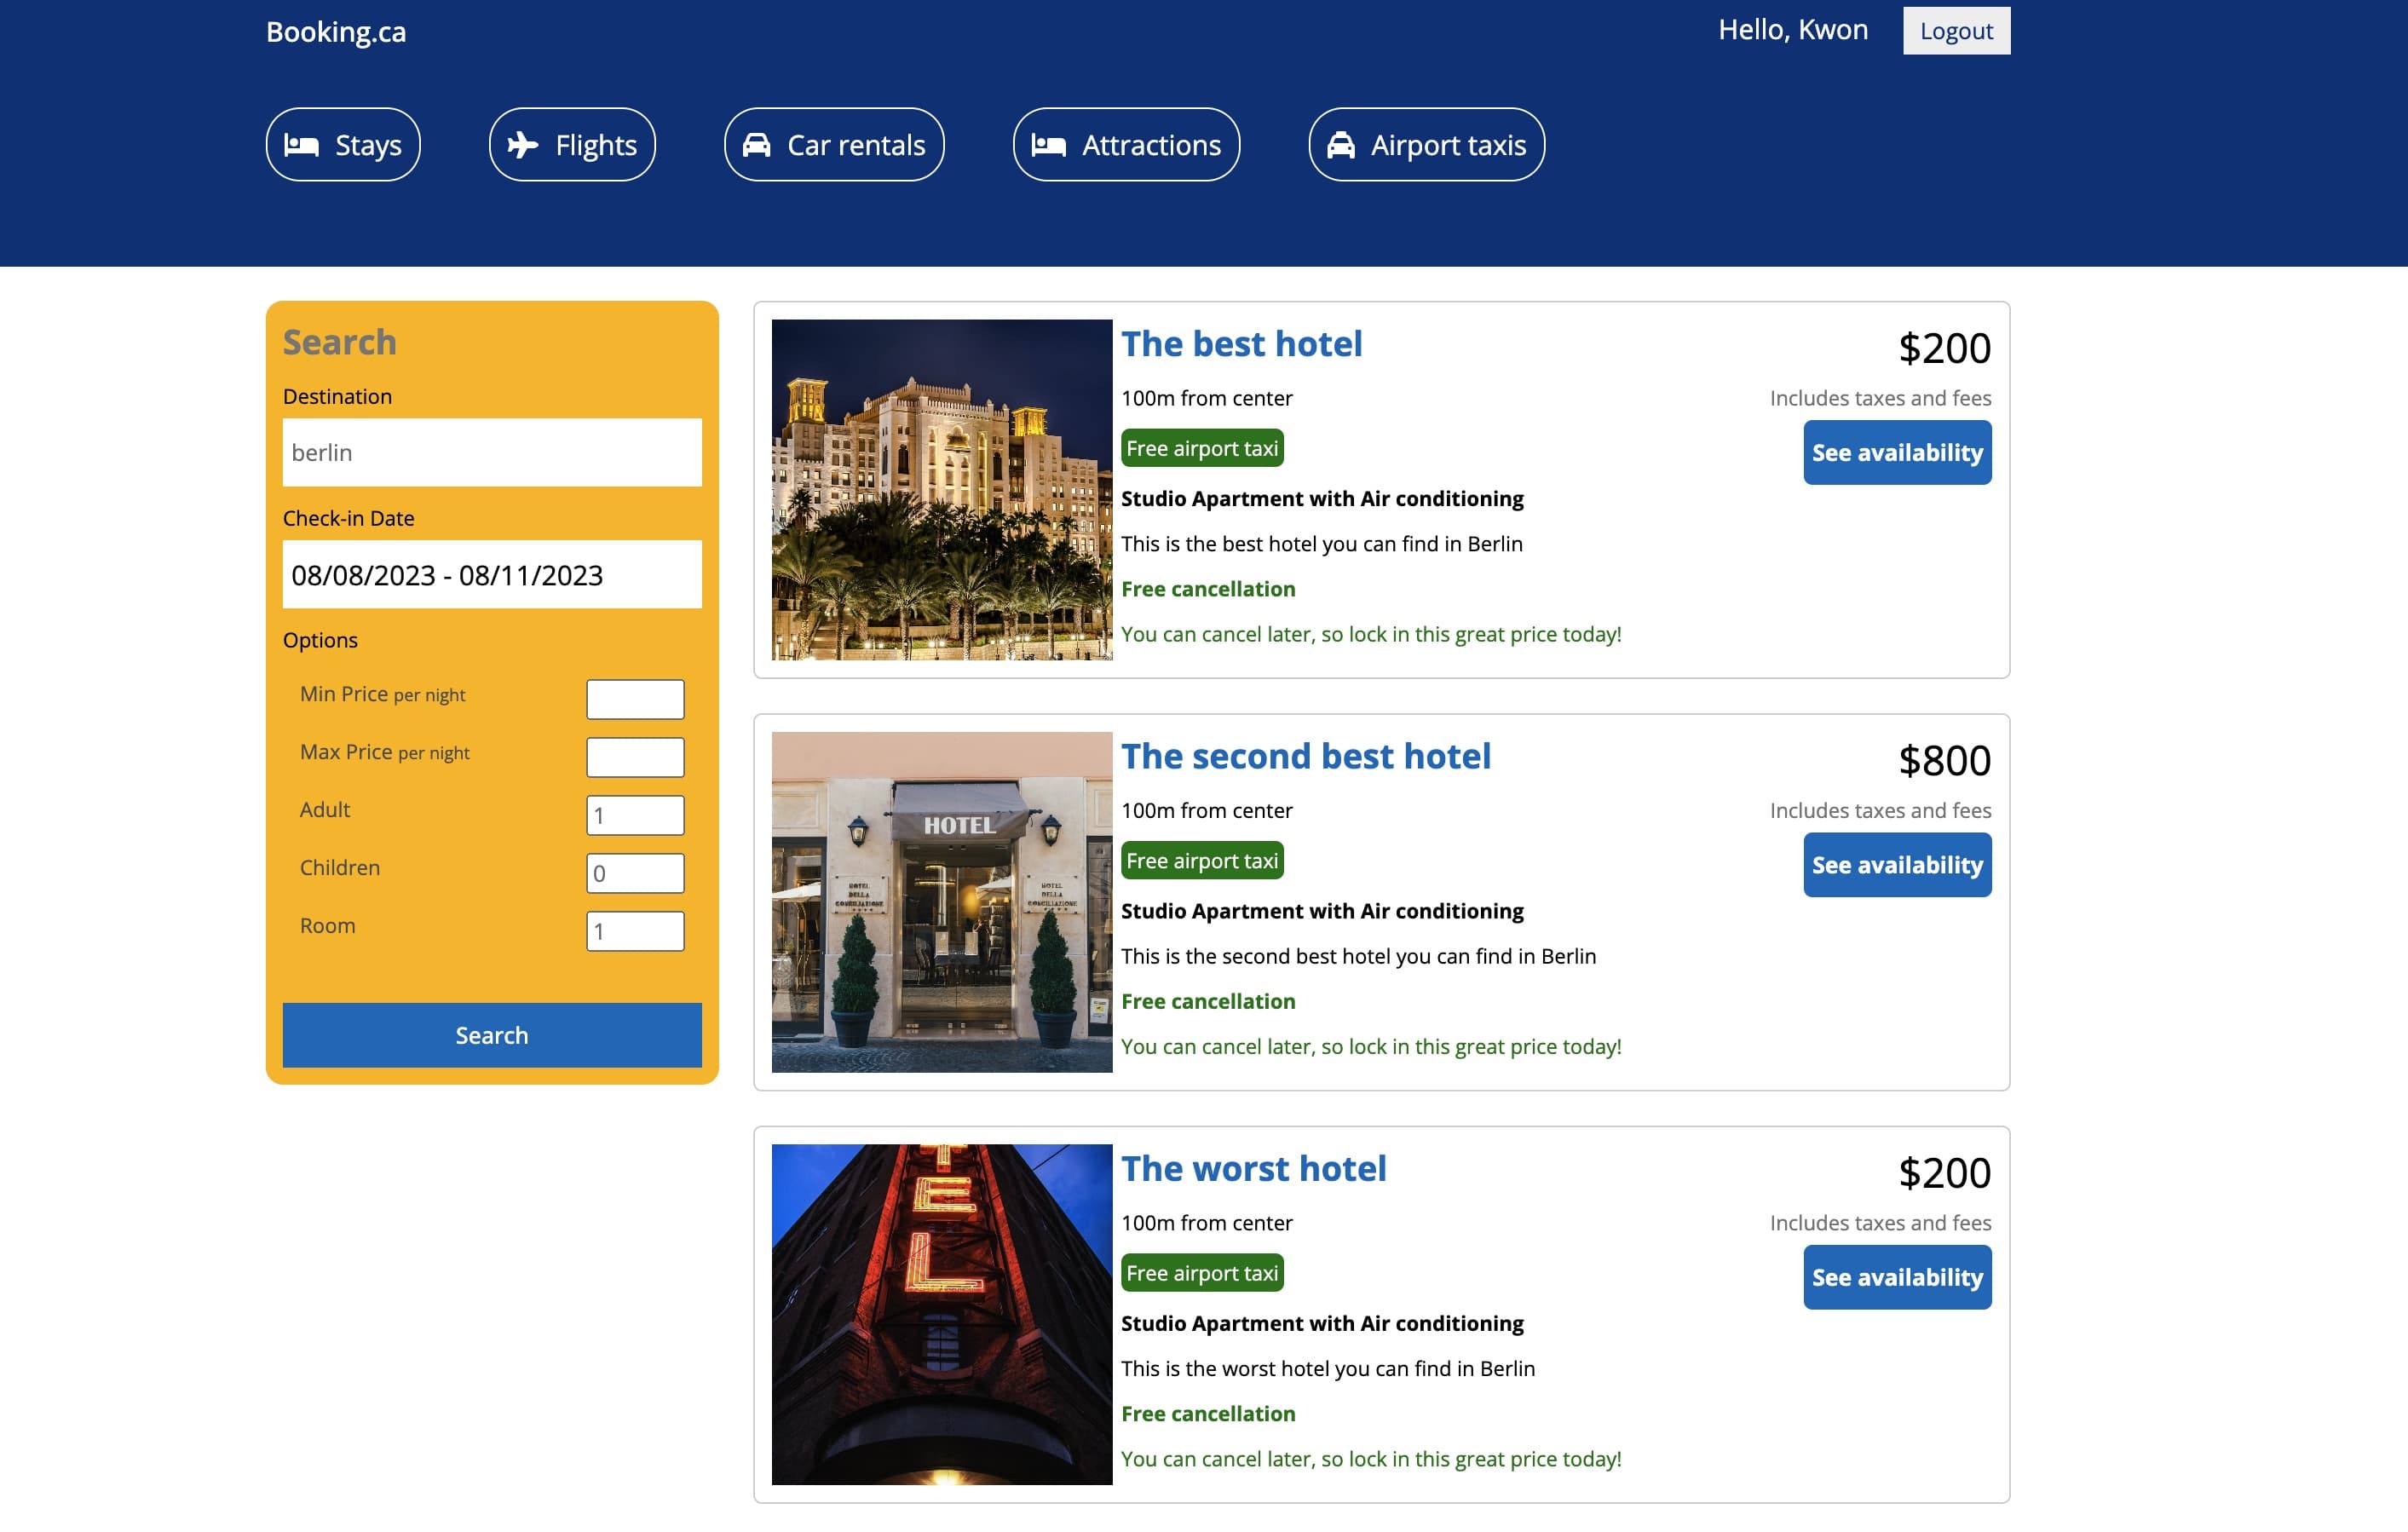 Booking.ca
Hello, Kwon
Logout
Stays
Flights
Car rentals
Attractions
Airport taxis
Search
Destination
berlin
Check-in Date
08/08/2023 - 08/11/2023
Options
Min Price per night
Max Price per night
Adult
1
Children
0
Room
1
Search
The best hotel
$200
100m from center
Includes taxes and fees
Free airport taxi
See availability
Studio Apartment with Air conditioning
This is the best hotel you can find in Berlin
Free cancellation
You can cancel later, so lock in this great price today!
HOTEL
HOTEL
DELLA
CONCILIAZIONE
HOTEL
DELLA
CONCILIAZIONE
The second best hotel
$800
100m from center
Includes taxes and fees
Free airport taxi
See availability
Studio Apartment with Air conditioning
This is the second best hotel you can find in Berlin
Free cancellation
You can cancel later, so lock in this great price today!
TEL
The worst hotel
$200
100m from center
Includes taxes and fees
Free airport taxi
See availability
Studio Apartment with Air conditioning
This is the worst hotel you can find in Berlin
Free cancellation
You can cancel later, so lock in this great price today!